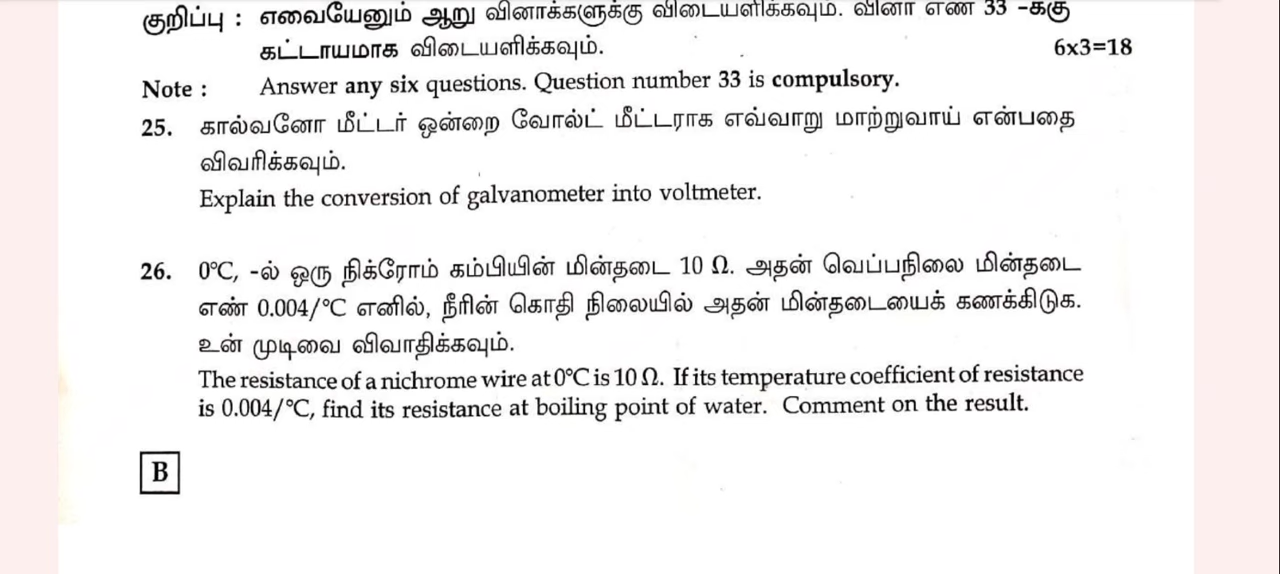 குறிப்பு : எவையேனும் ஆறு வினாக்களுக்கு விடையளிக்கவும். வினா எண் 33 -க்கு
கட்டாயமாக விடையளிக்கவும். 6x3=18
Note : Answer any six questions. Question number 33 is compulsory.
25. கால்வனோ மீட்டர் ஒன்றை வோல்ட் மீட்டராக எவ்வாறு மாற்றுவாய் என்பதை
விவரிக்கவும்.
Explain the conversion of galvanometer into voltmeter.
26. 0°C, -ல் ஒரு நிக்ரோம் கம்பியின் மின்தடை 10 Ω. அதன் வெப்பநிலை மின்தடை
எண் 0.004/°C எனில், நீரின் கொதி நிலையில் அதன் மின்தடையைக் கணக்கிடுக.
உன் முடிவை விவாதிக்கவும்.
The resistance of a nichrome wire at 0°C is 10 Ω. If its temperature coefficient of resistance
is 0.004/°C, find its resistance at boiling point of water. Comment on the result.
B